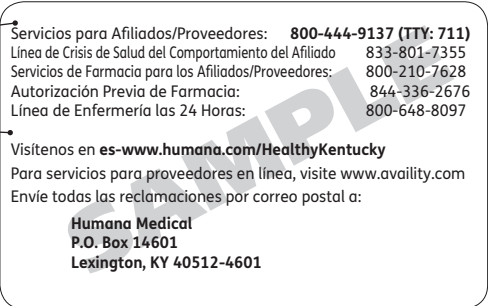 Servicios para Afiliados/Proveedores: 800-444-9137 (TTY: 711)
Línea de Crisis de Salud del Comportamiento del Afiliado 833-801-7355
Servicios de Farmacia para los Afiliados/Proveedores: 800-210-7628
Autorización Previa de Farmacia: 844-336-2676
Línea de Enfermería las 24 Horas: 800-648-8097
Visítenos en es-www.humana.com/HealthyKentucky
Para servicios para proveedores en línea, visite www.availity.com
Envíe todas las reclamaciones por correo postal a:
Humana Medical
P.O. Box 14601
Lexington, KY 40512-4601
SAMPLE